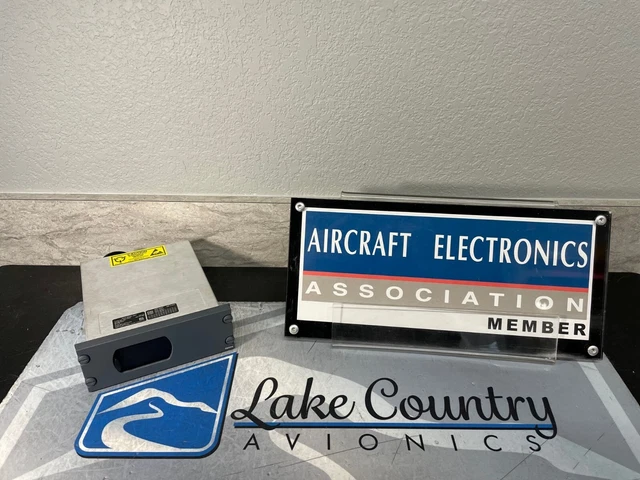 AIRCRAFT ELECTRONICS
ASSOCIATION
MEMBER
Lake Country
AVIONICS